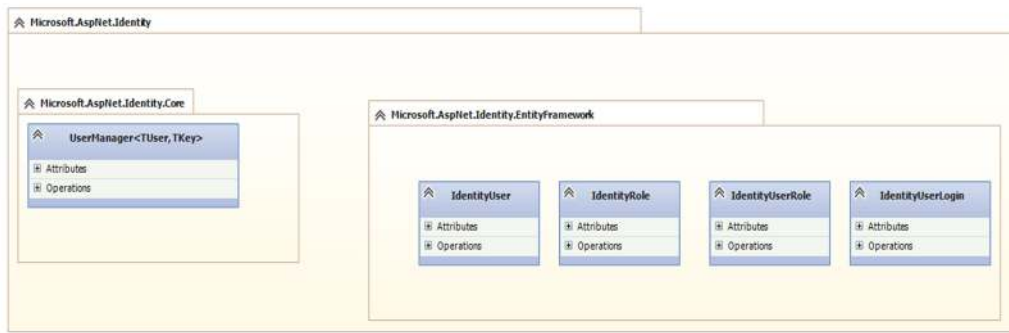 Microsoft.AspNet.Identity
Microsoft.AspNet.Identity.Core
UserManager<TUser,TKey>
Attributes
Operations
Microsoft.AspNet.Identity.EntityFramework
IdentityUser
Attributes
Operations
IdentityRole
Attributes
Operations
IdentityUserRole
Attributes
Operations
IdentityUserLogin
Attributes
Operations